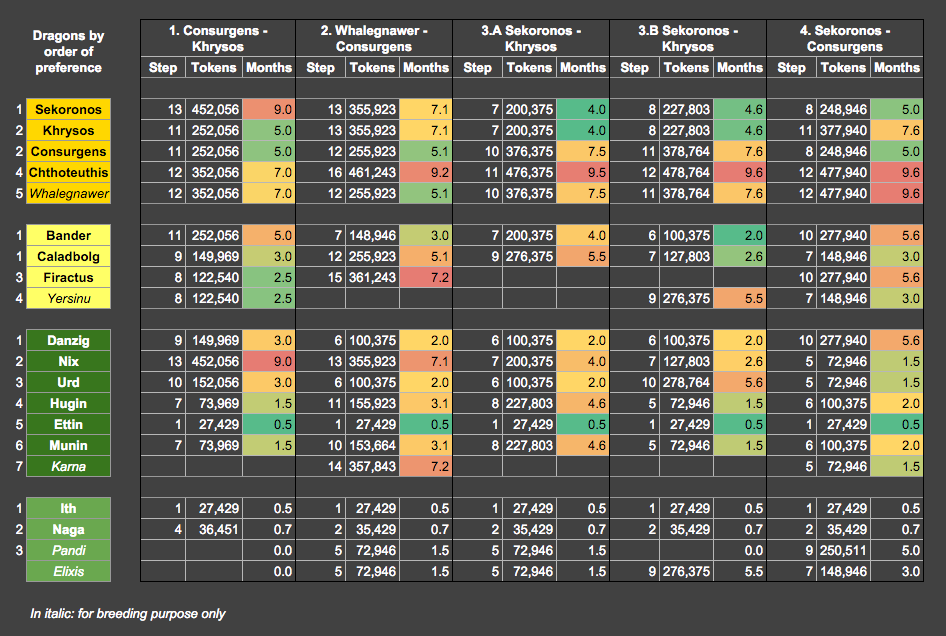 Dragons by order of preference
1. Consurgens - Khrysos 2. Whalegnawer - Consurgens 3.A Sekoronos - Khrysos 3.B Sekoronos - Khrysos 4. Sekoronos - Consurgens
Step Tokens Months Step Tokens Months Step Tokens Months Step Tokens Months Step Tokens Months
1 Sekoronos 13 452,056 9.0 13 355,923 7.1 7 200,375 4.0 8 227,803 4.6 8 248,946 5.0
2 Khrysos 11 252,056 5.0 13 355,923 7.1 7 200,375 4.0 8 227,803 4.6 11 377,940 7.6
2 Consurgens 11 252,056 5.0 12 255,923 5.1 10 376,375 7.5 11 378,764 7.6 8 248,946 5.0
4 Chthoteuthis 12 352,056 7.0 16 461,243 9.2 11 476,375 9.5 12 478,764 9.6 12 477,940 9.6
5 Whalegnawer 12 352,056 7.0 12 255,923 5.1 10 376,375 7.5 11 378,764 7.6 12 477,940 9.6
1 Bander 11 252,056 5.0 7 148,946 3.0 7 200,375 4.0 6 100,375 2.0 10 277,940 5.6
1 Caladbolg 9 149,969 3.0 12 255,923 5.1 9 276,375 5.5 7 127,803 2.6 7 148,946 3.0
3 Firactus 8 122,540 2.5 15 361,243 7.2 10 277,940 5.6
4 Yersinu 8 122,540 2.5 9 276,375 5.5 7 148,946 3.0
1 Danzig 9 149,969 3.0 6 100,375 2.0 6 100,375 2.0 6 100,375 2.0 10 277,940 5.6
2 Nix 13 452,056 9.0 13 355,923 7.1 7 200,375 4.0 7 127,803 2.6 5 72,946 1.5
3 Urd 10 152,056 3.0 6 100,375 2.0 6 100,375 2.0 10 278,764 5.6 5 72,946 1.5
4 Hugin 7 73,969 1.5 11 155,923 3.1 8 227,803 4.6 5 72,946 1.5 6 100,375 2.0
5 Ettin 1 27,429 0.5 1 27,429 0.5 1 27,429 0.5 1 27,429 0.5 1 27,429 0.5
6 Munin 7 73,969 1.5 10 153,664 3.1 8 227,803 4.6 5 72,946 1.5 6 100,375 2.0
7 Karna 14 357,843 7.2 5 72,946 1.5
1 Ith 1 27,429 0.5 1 27,429 0.5 1 27,429 0.5 1 27,429 0.5 1 27,429 0.5
2 Naga 4 36,451 0.7 2 35,429 0.7 2 35,429 0.7 2 35,429 0.7 2 35,429 0.7
3 Pandi 0.0 5 72,946 1.5 5 72,946 1.5 0.0 9 250,511 5.0
Elixis 0.0 5 72,946 1.5 5 72,946 1.5 9 276,375 5.5 7 148,946 3.0
In italic: for breeding purpose only